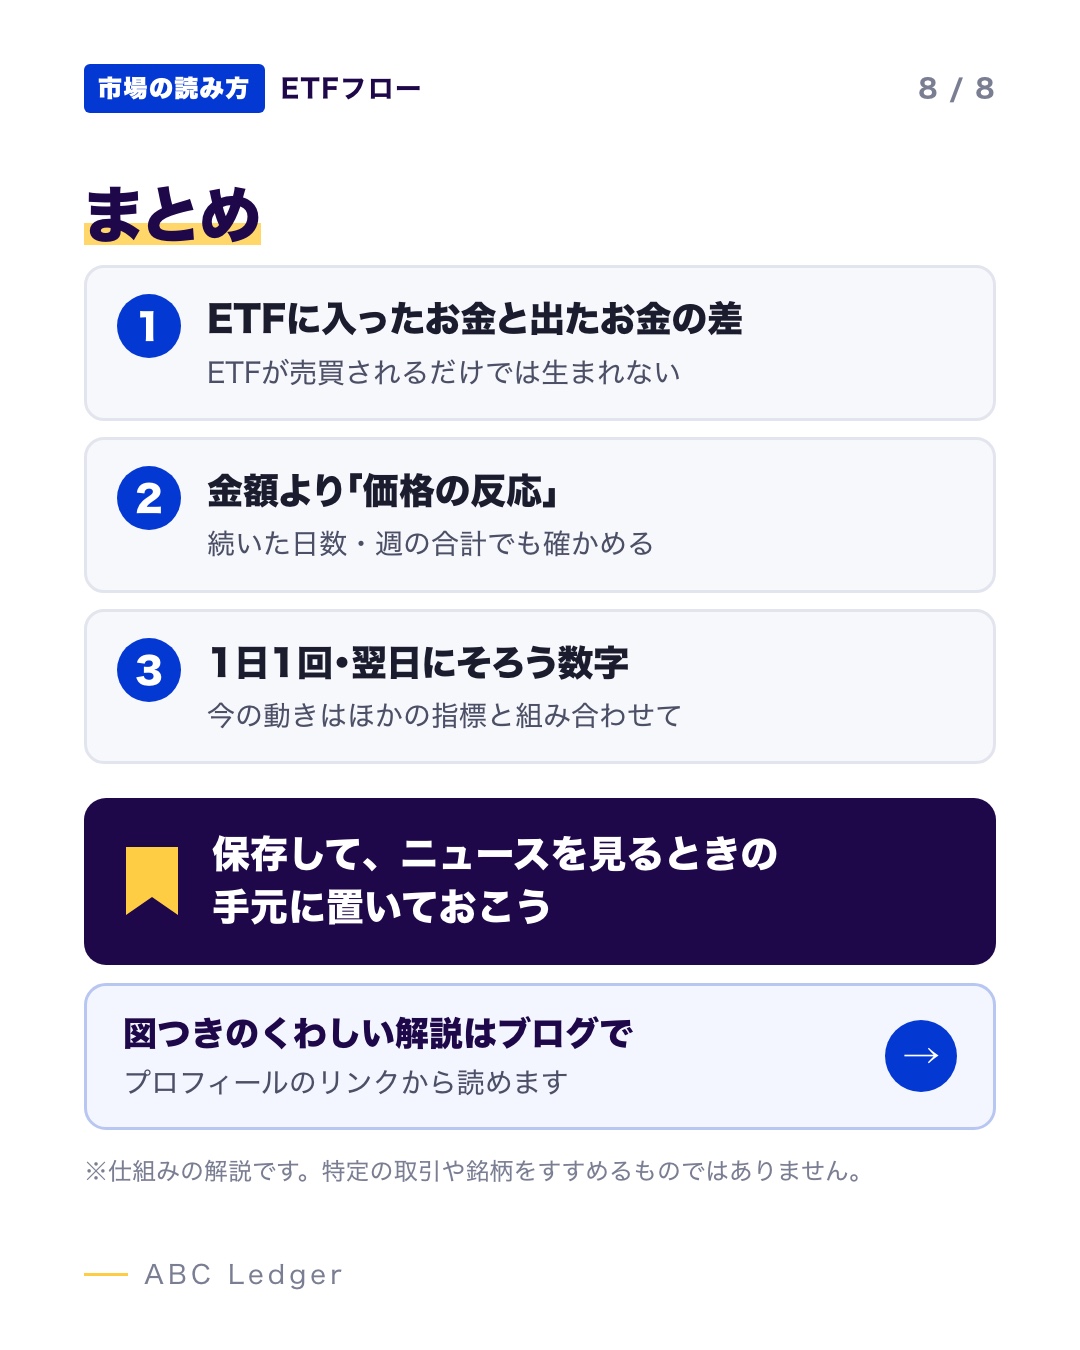 市場の読み方 ETFフロー 8 / 8
まとめ
1 ETFに入ったお金と出たお金の差
ETFが売買されるだけでは生まれない
2 金額より「価格の反応」
続いた日数・週の合計でも確かめる
3 1日1回・翌日にそろう数字
今の動きはほかの指標と組み合わせて
保存して、ニュースを見るときの
手元に置いておこう
図つきのくわしい解説はブログで
→
プロフィールのリンクから読めます
※仕組みの解説です。特定の取引や銘柄をすすめるものではありません。
ABC Ledger